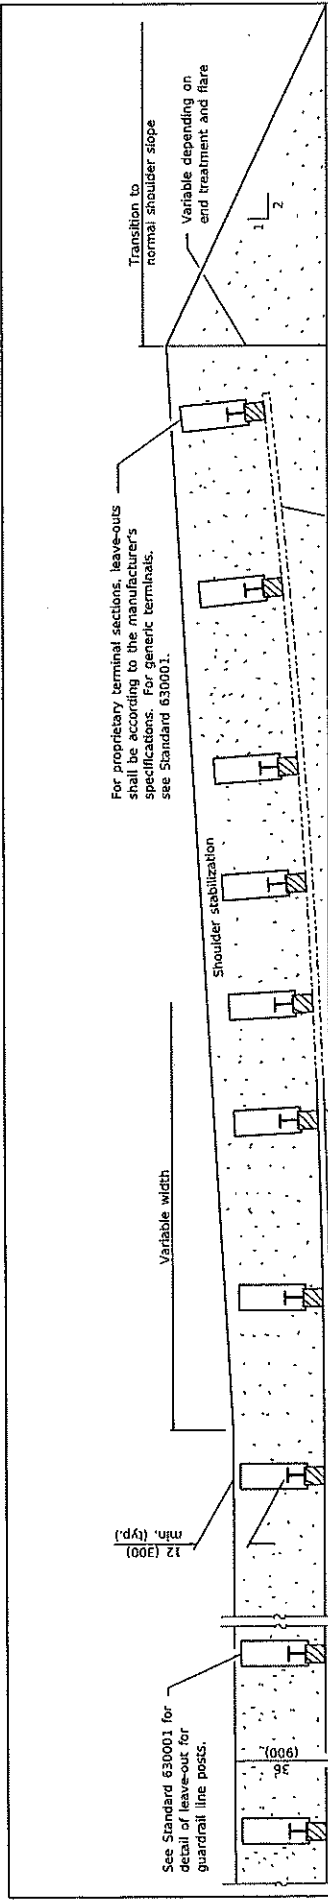 See Standard 630001 for
detail of leave-out for
guardrail line posts.
36
(900)
12 (300)
min. (typ.)
Variable width
Shoulder stabilization
For proprietary terminal sections, leave-outs
shall be according to the manufacturer's
specifications. For generic terminals,
see Standard 630001.
Transition to
normal shoulder slope
Variable depending on
end treatment and flare
1
2